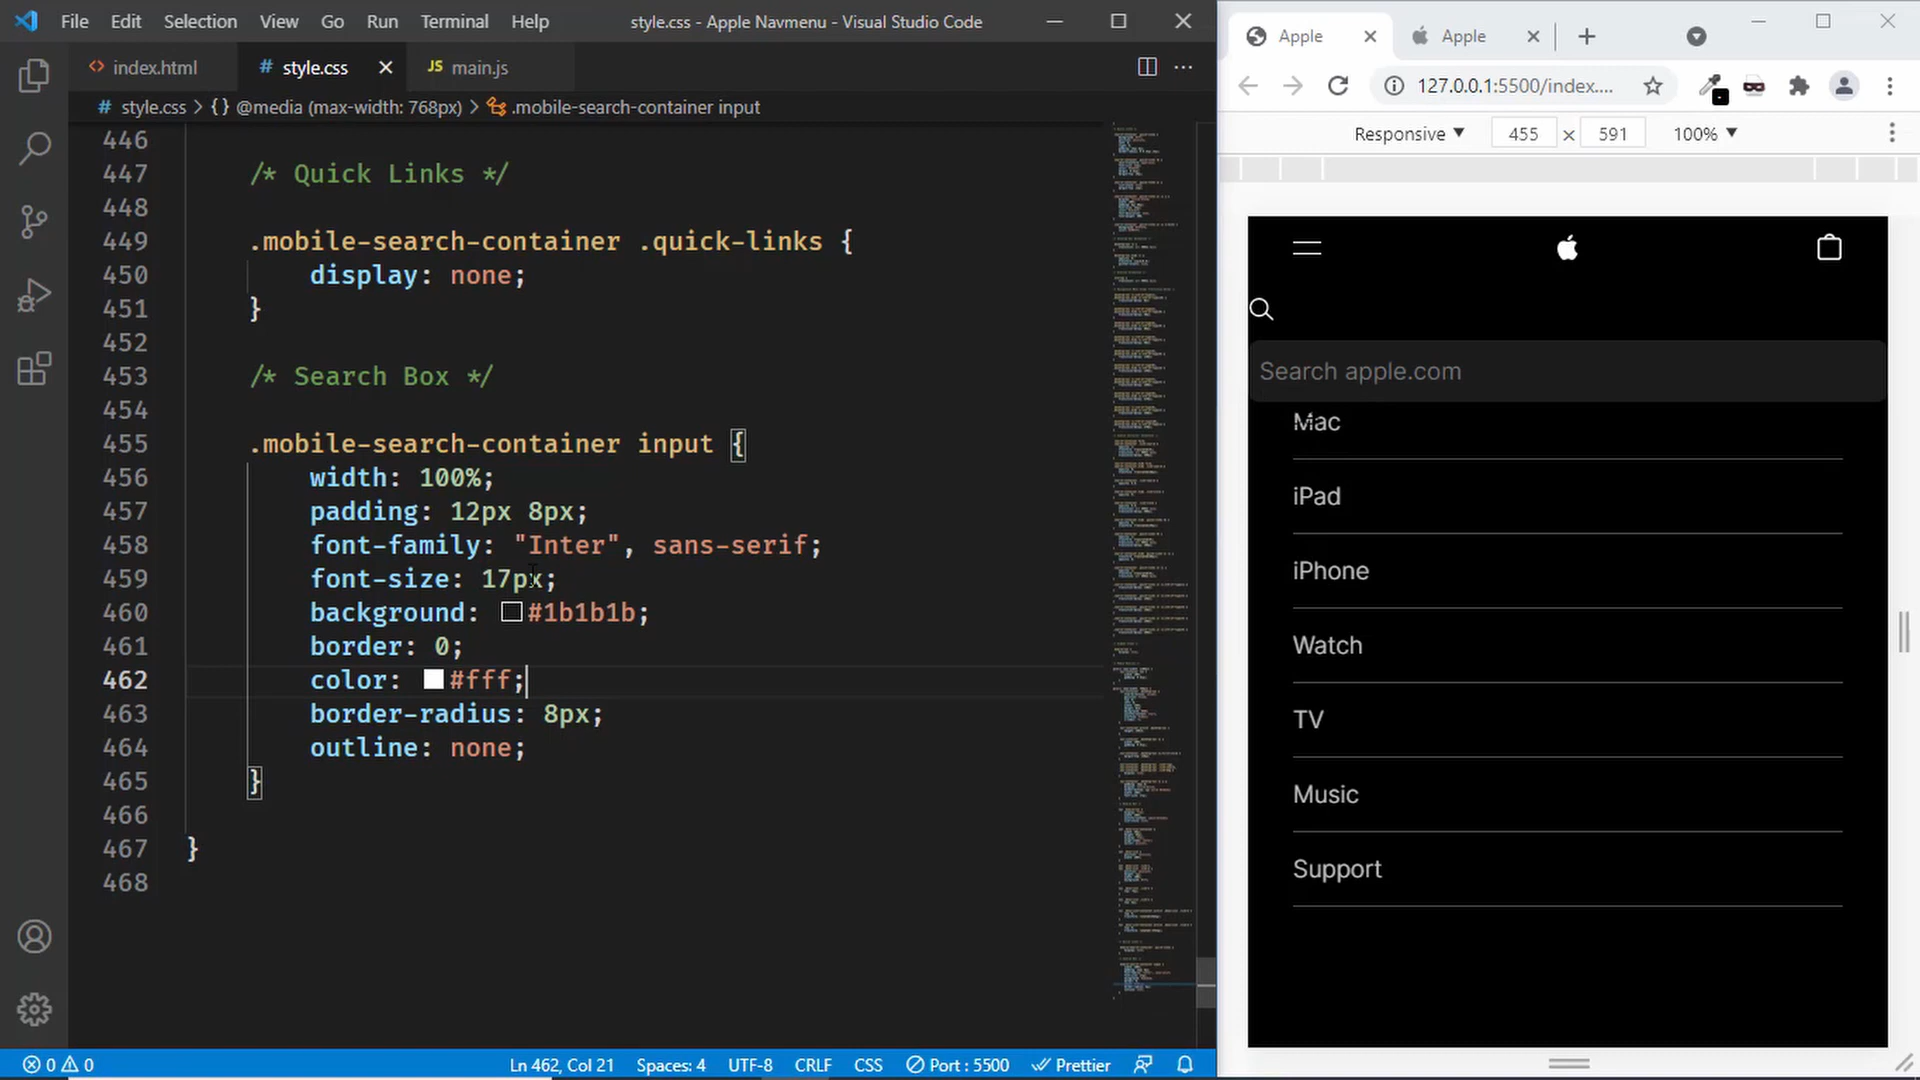 File Edit Selection View Go Run Terminal Help style.css - Apple Navmenu - Visual Studio Code
<> index.html # style.css JS main.js
# style.css > {} @media (max-width: 768px) > .mobile-search-container input
446
447 /* Quick Links */
448
449 .mobile-search-container .quick-links {
450 display: none;
451 }
452
453 /* Search Box */
454
455 .mobile-search-container input {
456 width: 100%;
457 padding: 12px 8px;
458 font-family: "Inter", sans-serif;
459 font-size: 17px;
460 background: #1b1b1b;
461 border: 0;
462 color: #fff;
463 border-radius: 8px;
464 outline: none;
465 }
466
467 }
468
0 0 Ln 462, Col 21 Spaces: 4 UTF-8 CRLF CSS Port : 5500 Prettier
Apple Apple
127.0.0.1:5500/index....
Responsive 455 × 591 100%
Search apple.com
Mac
iPad
iPhone
Watch
TV
Music
Support